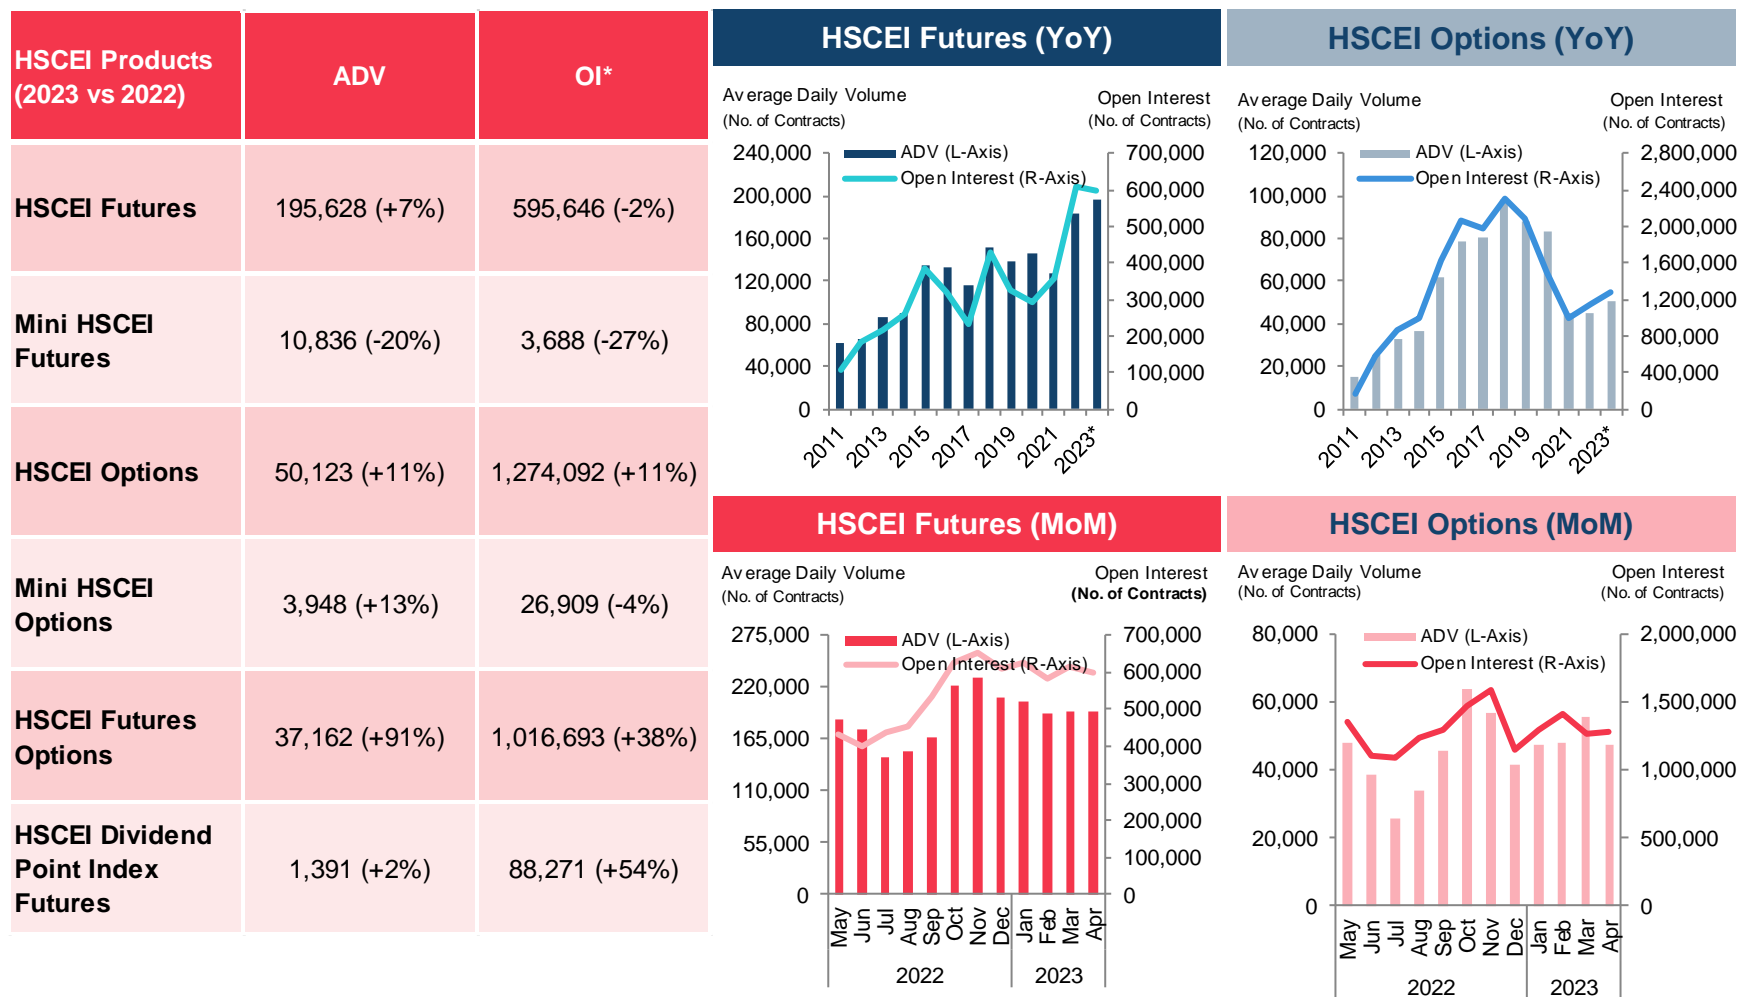 HSCEI Products
(2023 vs 2022)
ADV
OI*
HSCEI Futures
195,628 (+7%)
595,646 (-2%)
Mini HSCEI
Futures
10,836 (-20%)
3,688 (-27%)
HSCEI Options
50,123 (+11%)
1,274,092 (+11%)
Mini HSCEI
Options
3,948 (+13%)
26,909 (-4%)
HSCEI Futures
Options
37,162 (+91%)
1,016,693 (+38%)
HSCEI Dividend
Point Index
Futures
1,391 (+2%)
88,271 (+54%)
HSCEI Futures (YoY)
Average Daily Volume
(No. of Contracts)
Open Interest
(No. of Contracts)
ADV (L-Axis)
Open Interest (R-Axis)
240,000
200,000
160,000
120,000
80,000
40,000
0
700,000
600,000
500,000
400,000
300,000
200,000
100,000
0
2011
2013
2015
2017
2019
2021
2023*
HSCEI Options (YoY)
Average Daily Volume
(No. of Contracts)
Open Interest
(No. of Contracts)
ADV (L-Axis)
Open Interest (R-Axis)
120,000
100,000
80,000
60,000
40,000
20,000
0
2,800,000
2,400,000
2,000,000
1,600,000
1,200,000
800,000
400,000
0
2011
2013
2015
2017
2019
2021
2023*
HSCEI Futures (MoM)
Average Daily Volume
(No. of Contracts)
Open Interest
(No. of Contracts)
ADV (L-Axis)
Open Interest (R-Axis)
275,000
220,000
165,000
110,000
55,000
0
700,000
600,000
500,000
400,000
300,000
200,000
100,000
0
May
Jun
Jul
Aug
Sep
Oct
Nov
Dec
Jan
Feb
Mar
Apr
2022
2023
HSCEI Options (MoM)
Average Daily Volume
(No. of Contracts)
Open Interest
(No. of Contracts)
ADV (L-Axis)
Open Interest (R-Axis)
80,000
60,000
40,000
20,000
0
2,000,000
1,500,000
1,000,000
500,000
0
May
Jun
Jul
Aug
Sep
Oct
Nov
Dec
Jan
Feb
Mar
Apr
2022
2023